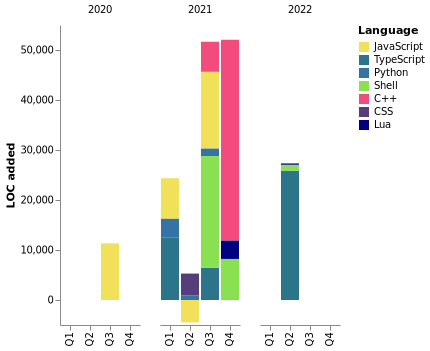 2020 2021 2022
Language
JavaScript
TypeScript
Python
Shell
C++
CSS
Lua
LOC added
50,000
40,000
30,000
20,000
10,000
0
Q1 Q2 Q3 Q4 Q1 Q2 Q3 Q4 Q1 Q2 Q3 Q4